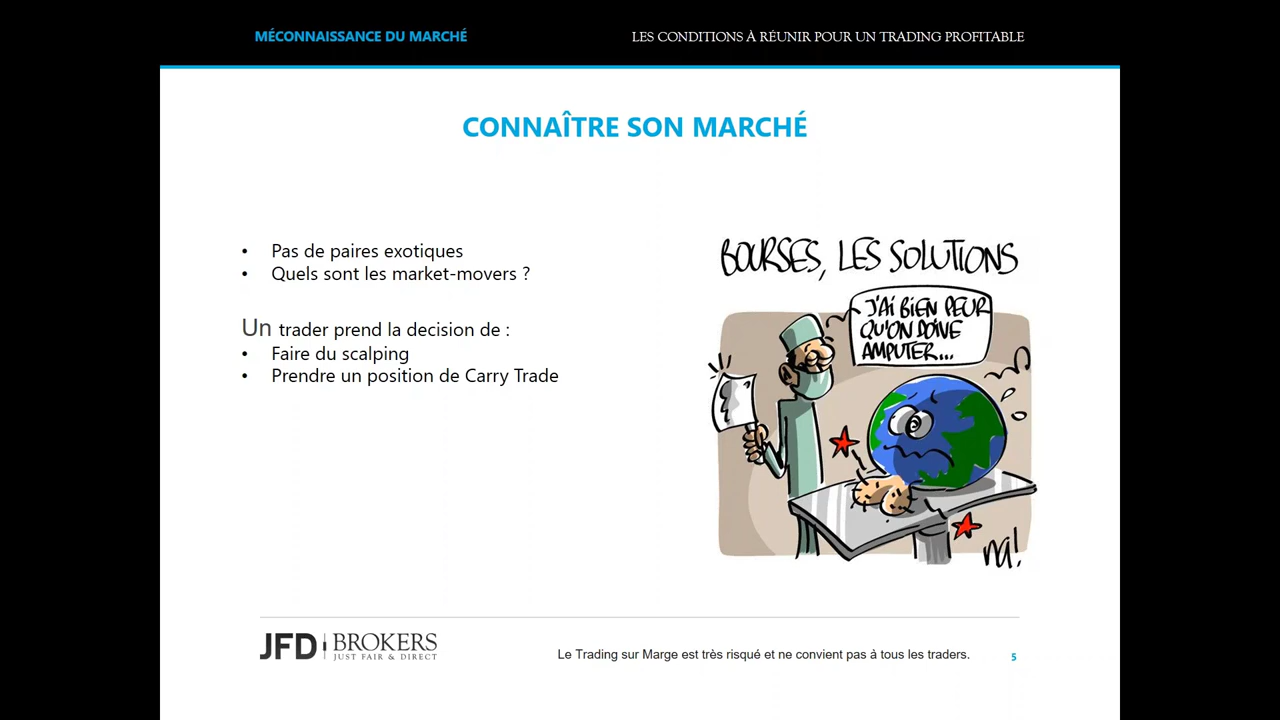 MÉCONNAISSANCE DU MARCHÉ
LES CONDITIONS À RÉUNIR POUR UN TRADING PROFITABLE
CONNAÎTRE SON MARCHÉ
• Pas de paires exotiques
• Quels sont les market-movers ?
Un trader prend la decision de :
• Faire du scalping
• Prendre un position de Carry Trade
BOURSES, LES SOLUTIONS
J'AI BIEN PEUR
QU'ON DOIVE
AMPUTER...
na!
JFD BROKERS
JUST FAIR & DIRECT
Le Trading sur Marge est très risqué et ne convient pas à tous les traders.
5